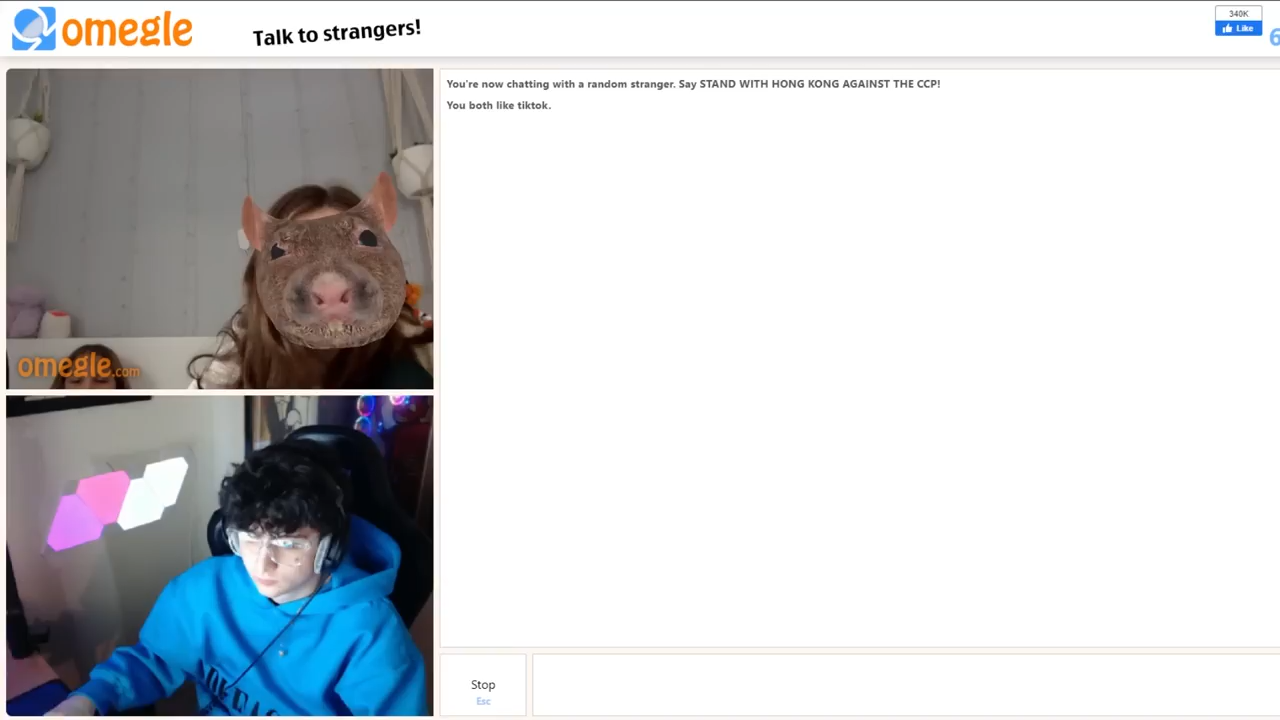 omegle
Talk to strangers!
340K
Like
6
You're now chatting with a random stranger. Say STAND WITH HONG KONG AGAINST THE CCP!
You both like tiktok.
omegle.com
Stop
Esc